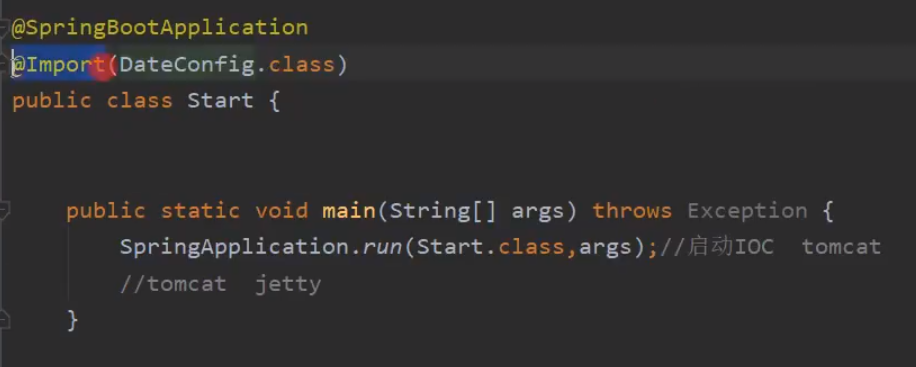 @SpringBootApplication
@Import(DateConfig.class)
public class Start {
public static void main(String[] args) throws Exception {
SpringApplication.run(Start.class,args);//启动IOC  tomcat
//tomcat  jetty
}